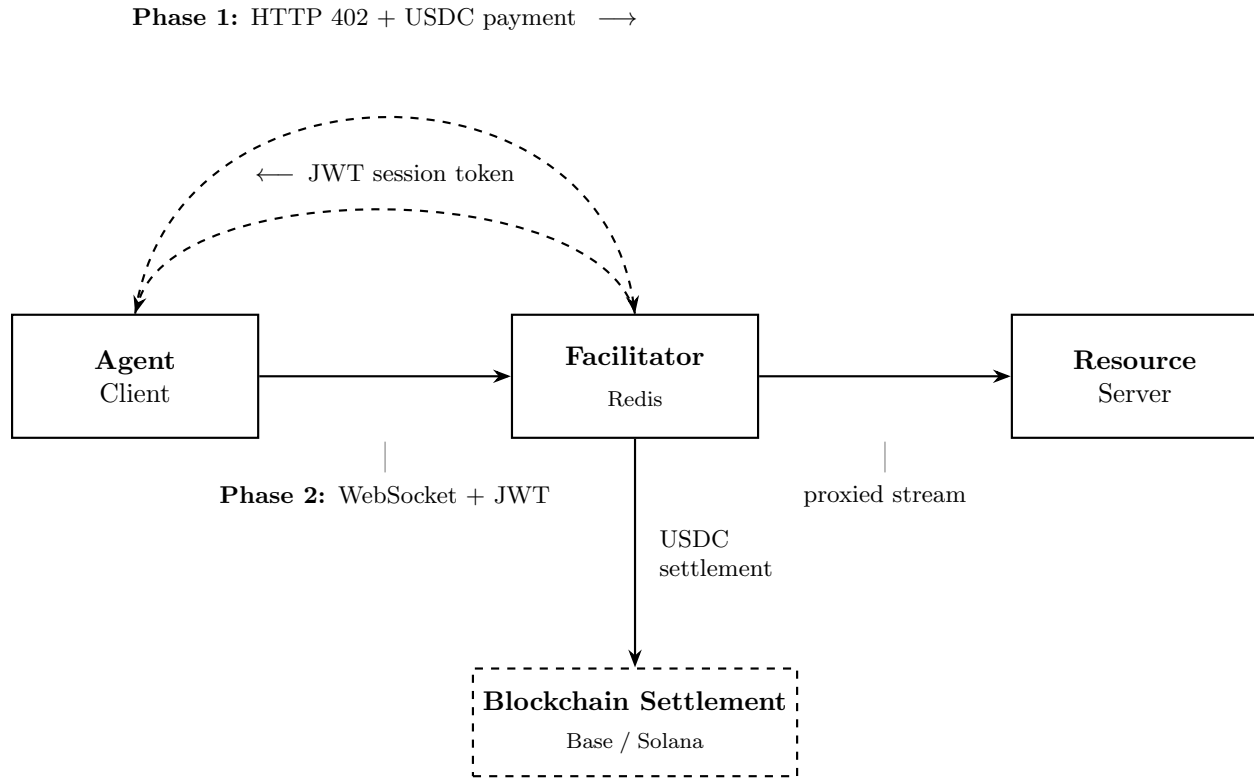 Phase 1: HTTP 402 + USDC payment ⟶
⟵ JWT session token
Agent
Client
Facilitator
Redis
Resource
Server
Phase 2: WebSocket + JWT
proxied stream
USDC
settlement
Blockchain Settlement
Base / Solana